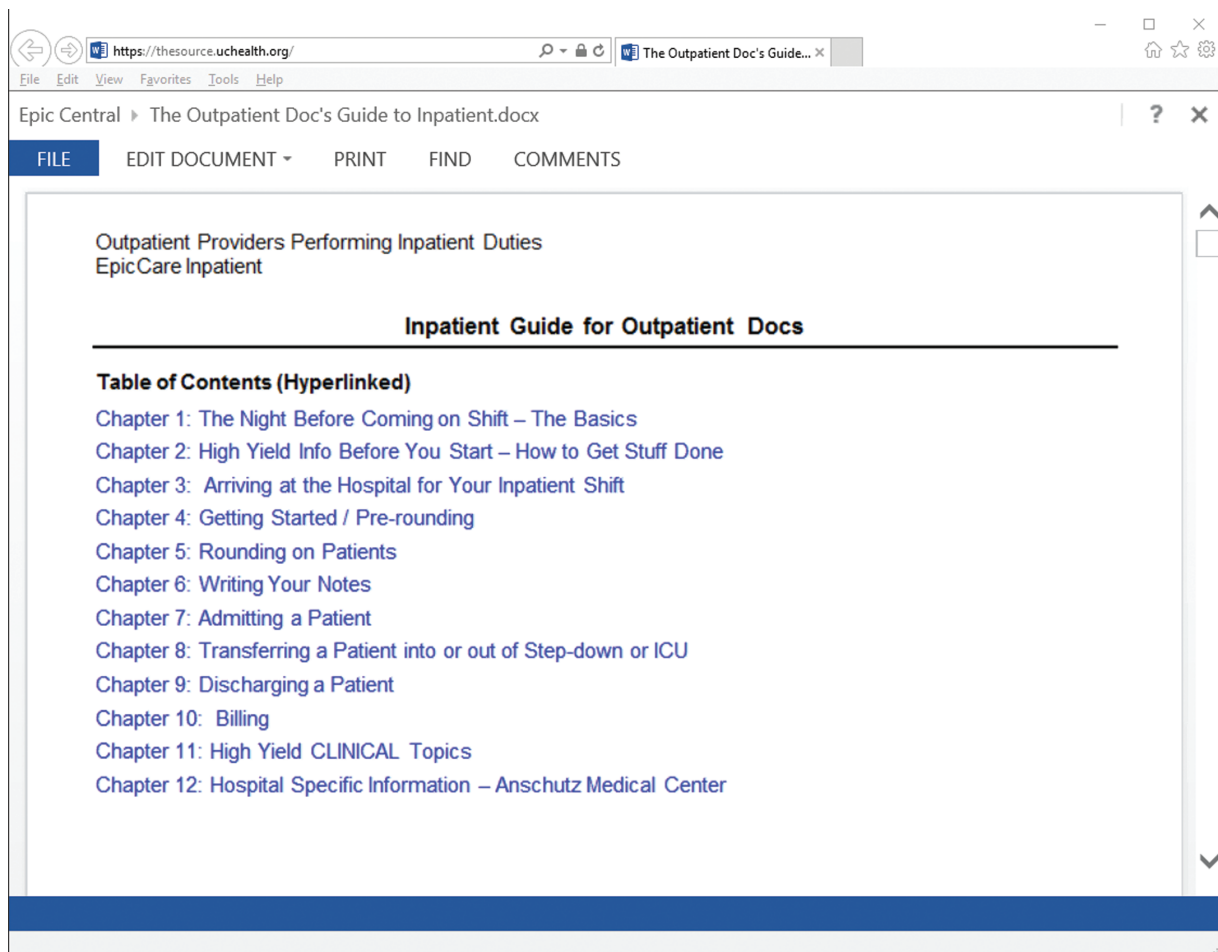 https://thesource.uchealth.org/
The Outpatient Doc's Guide...
File Edit View Favorites Tools Help
Epic Central ▸ The Outpatient Doc's Guide to Inpatient.docx
FILE EDIT DOCUMENT PRINT FIND COMMENTS
Outpatient Providers Performing Inpatient Duties
EpicCare Inpatient
Inpatient Guide for Outpatient Docs
Table of Contents (Hyperlinked)
Chapter 1: The Night Before Coming on Shift – The Basics
Chapter 2: High Yield Info Before You Start – How to Get Stuff Done
Chapter 3: Arriving at the Hospital for Your Inpatient Shift
Chapter 4: Getting Started / Pre-rounding
Chapter 5: Rounding on Patients
Chapter 6: Writing Your Notes
Chapter 7: Admitting a Patient
Chapter 8: Transferring a Patient into or out of Step-down or ICU
Chapter 9: Discharging a Patient
Chapter 10: Billing
Chapter 11: High Yield CLINICAL Topics
Chapter 12: Hospital Specific Information – Anschutz Medical Center